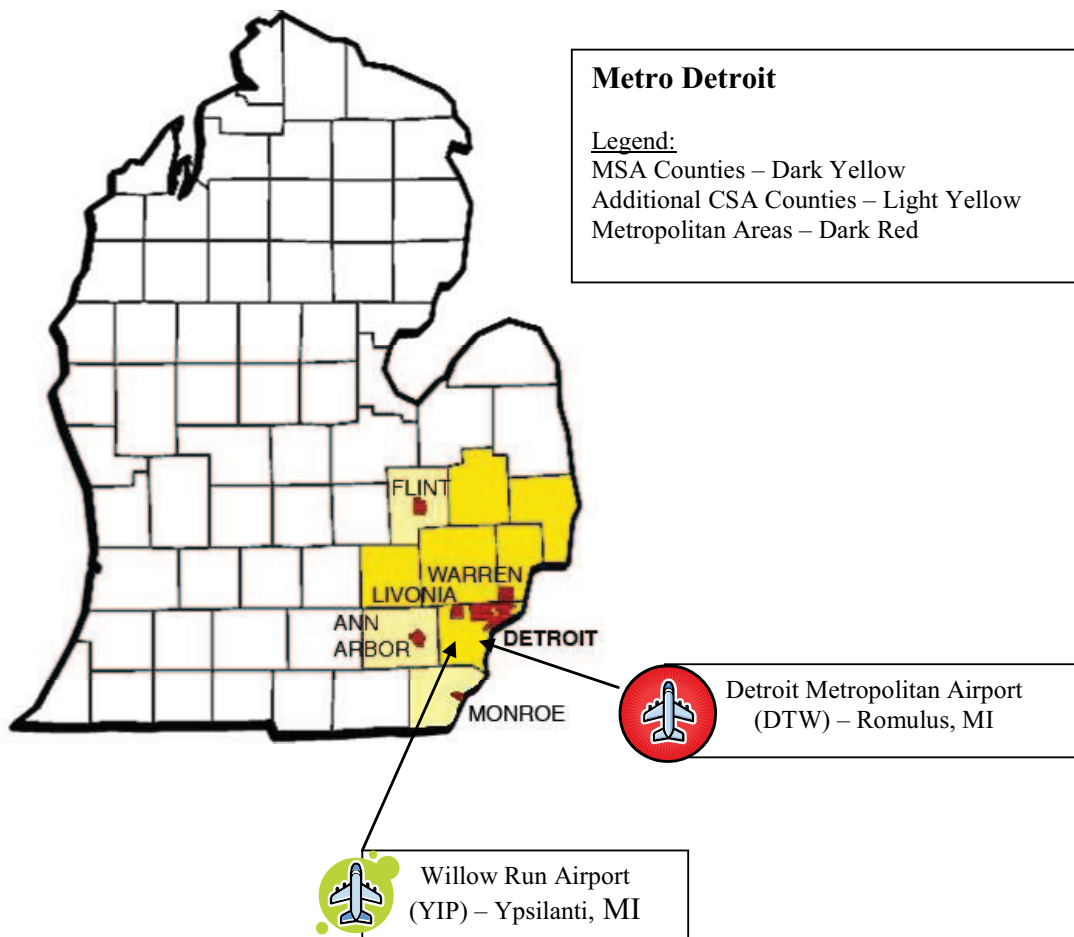 Metro Detroit
Legend:
MSA Counties – Dark Yellow
Additional CSA Counties – Light Yellow
Metropolitan Areas – Dark Red
FLINT
WARREN
LIVONIA
ANN
ARBOR
DETROIT
MONROE
Detroit Metropolitan Airport
(DTW) – Romulus, MI
Willow Run Airport
(YIP) – Ypsilanti, MI